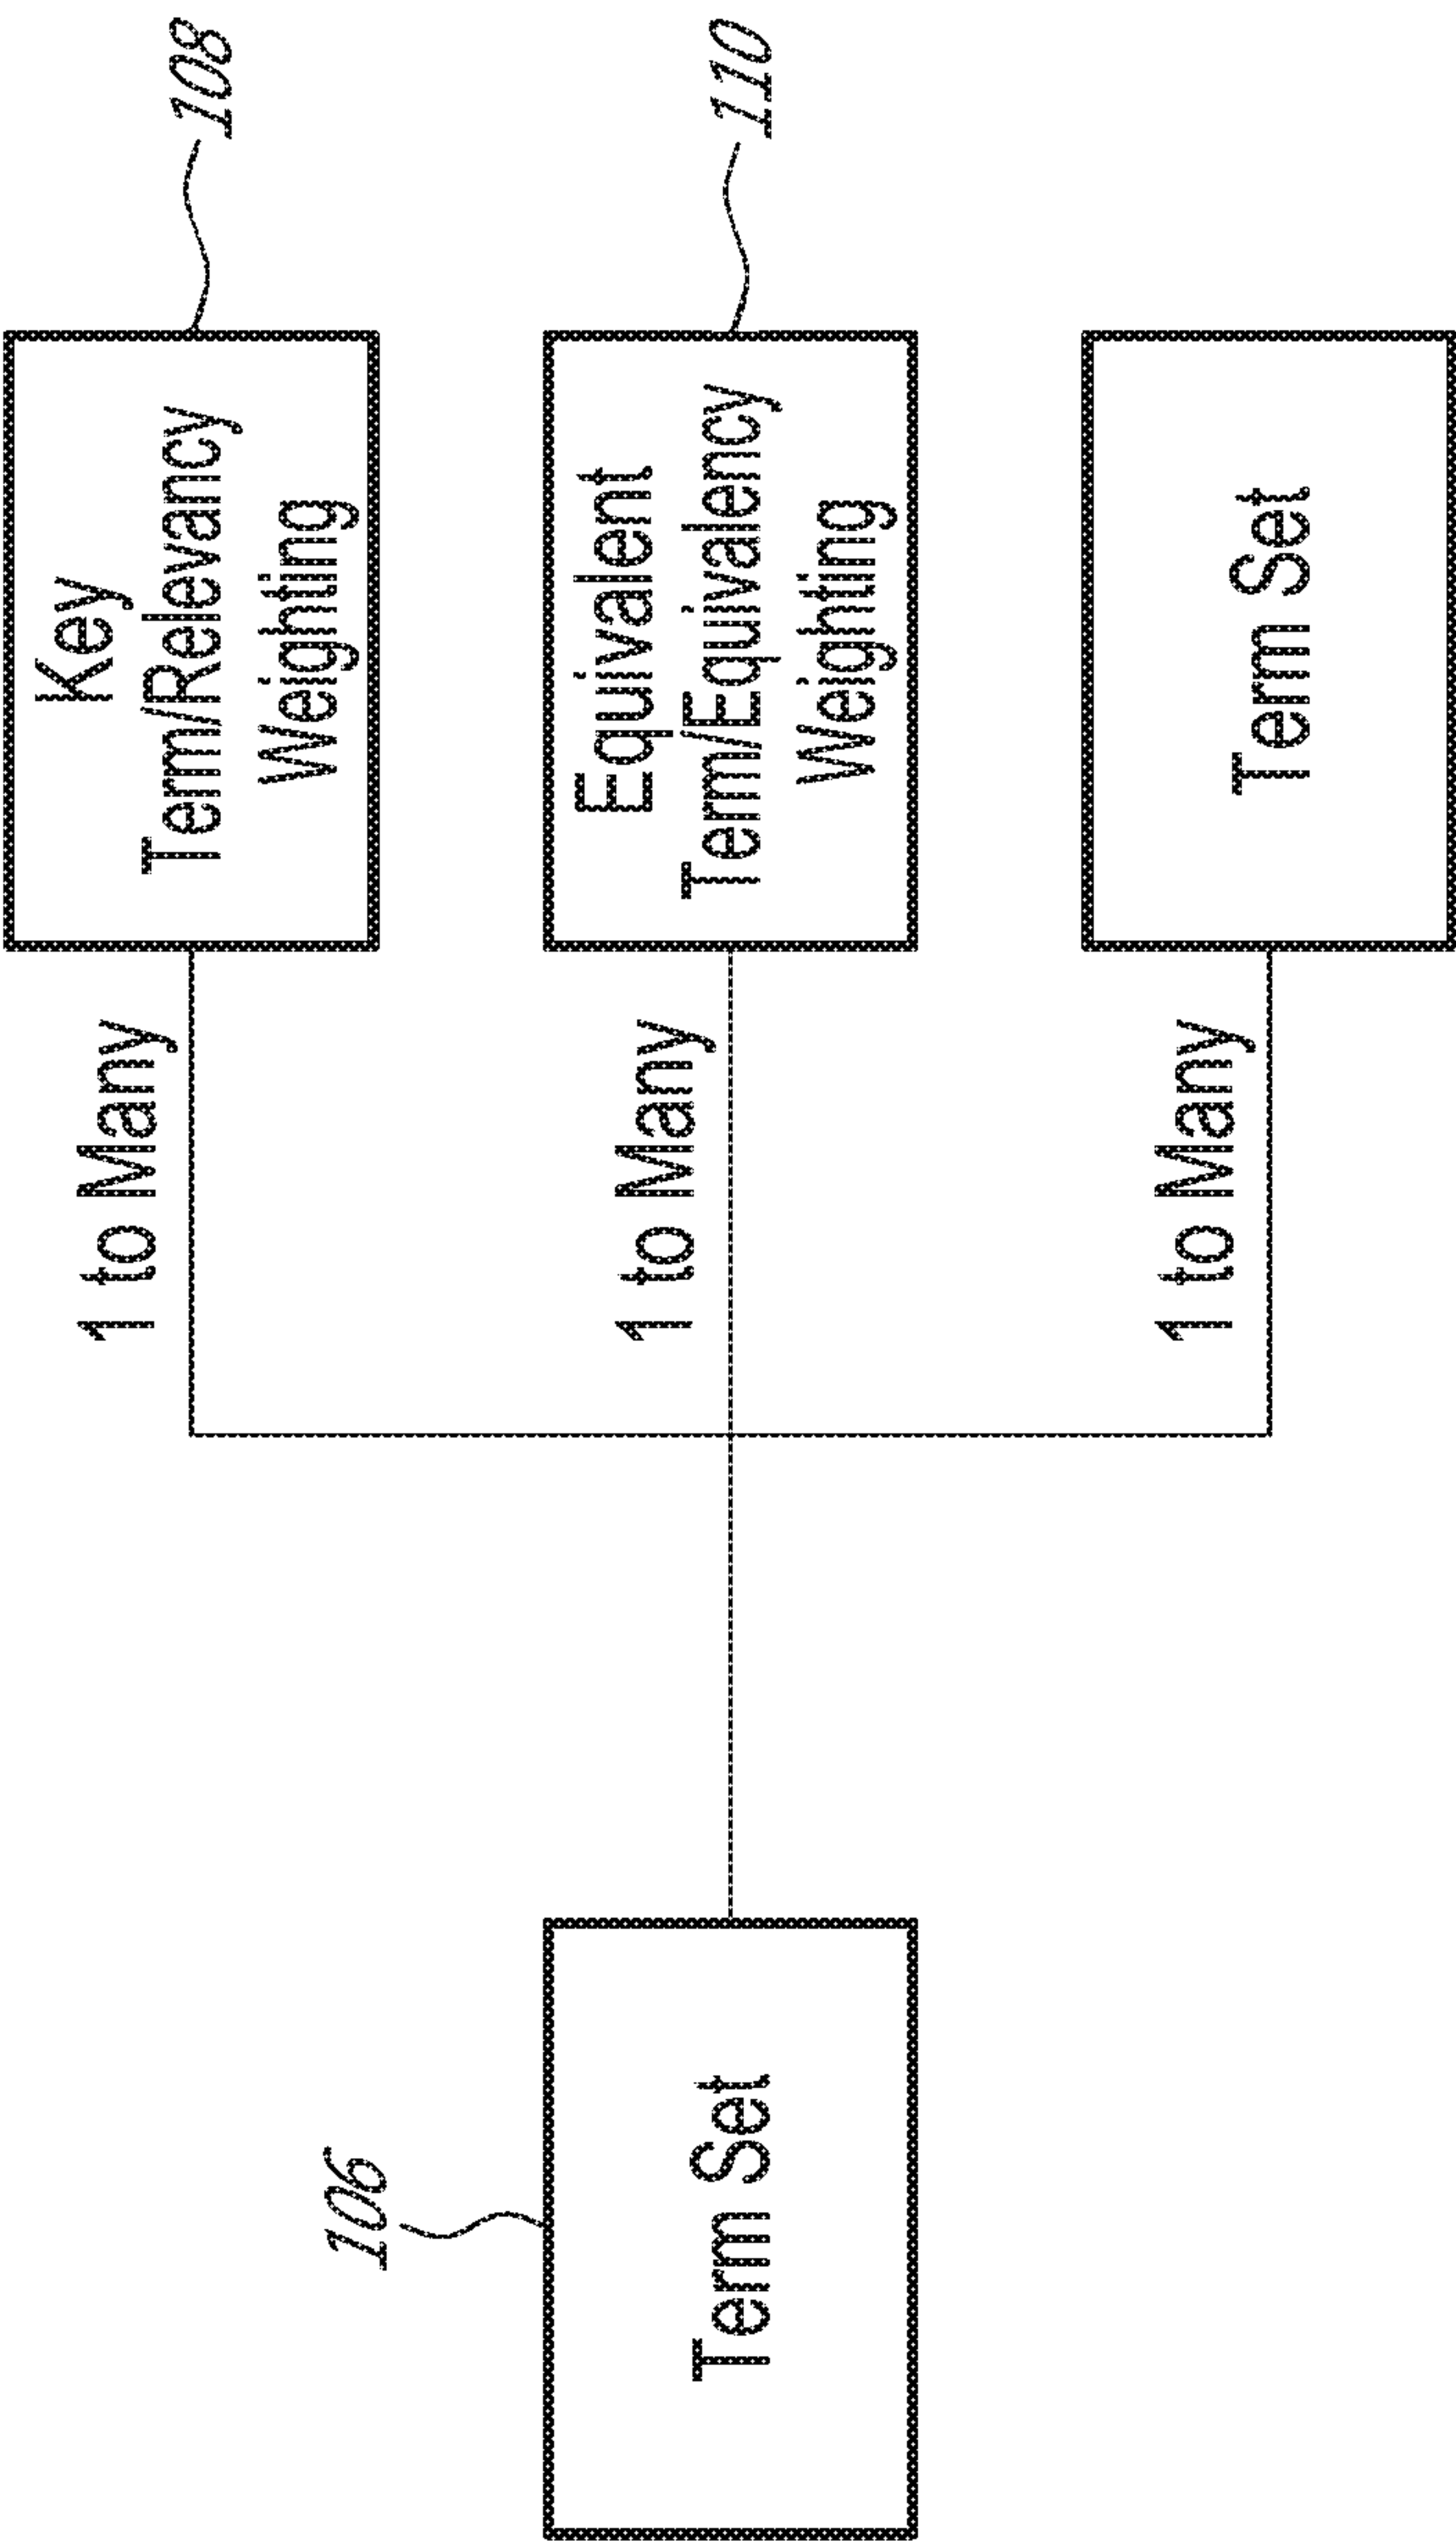 108
Key
Term/Relevancy
Weighting
1 to Many
110
Equivalent
Term/Equivalency
Weighting
1 to Many
106
Term Set
Term Set
1 to Many